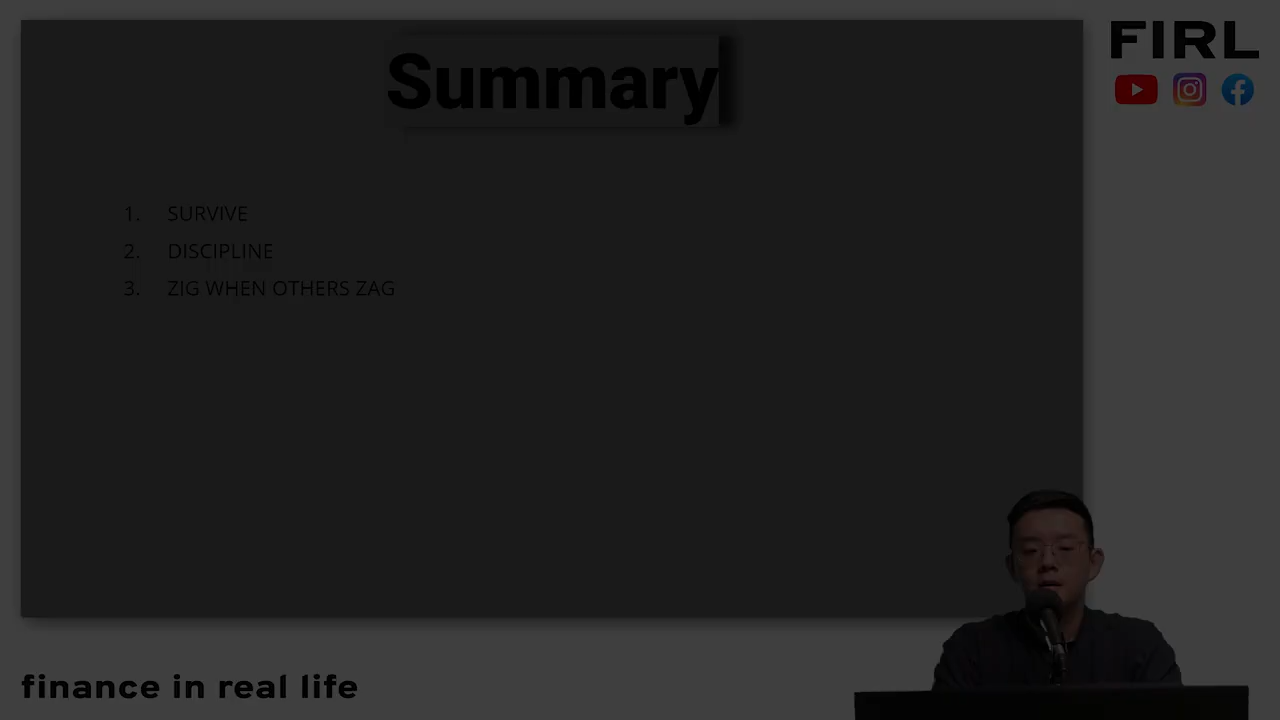 Summary
FIRL
1. SURVIVE
2. DISCIPLINE
3. ZIG WHEN OTHERS ZAG
finance in real life